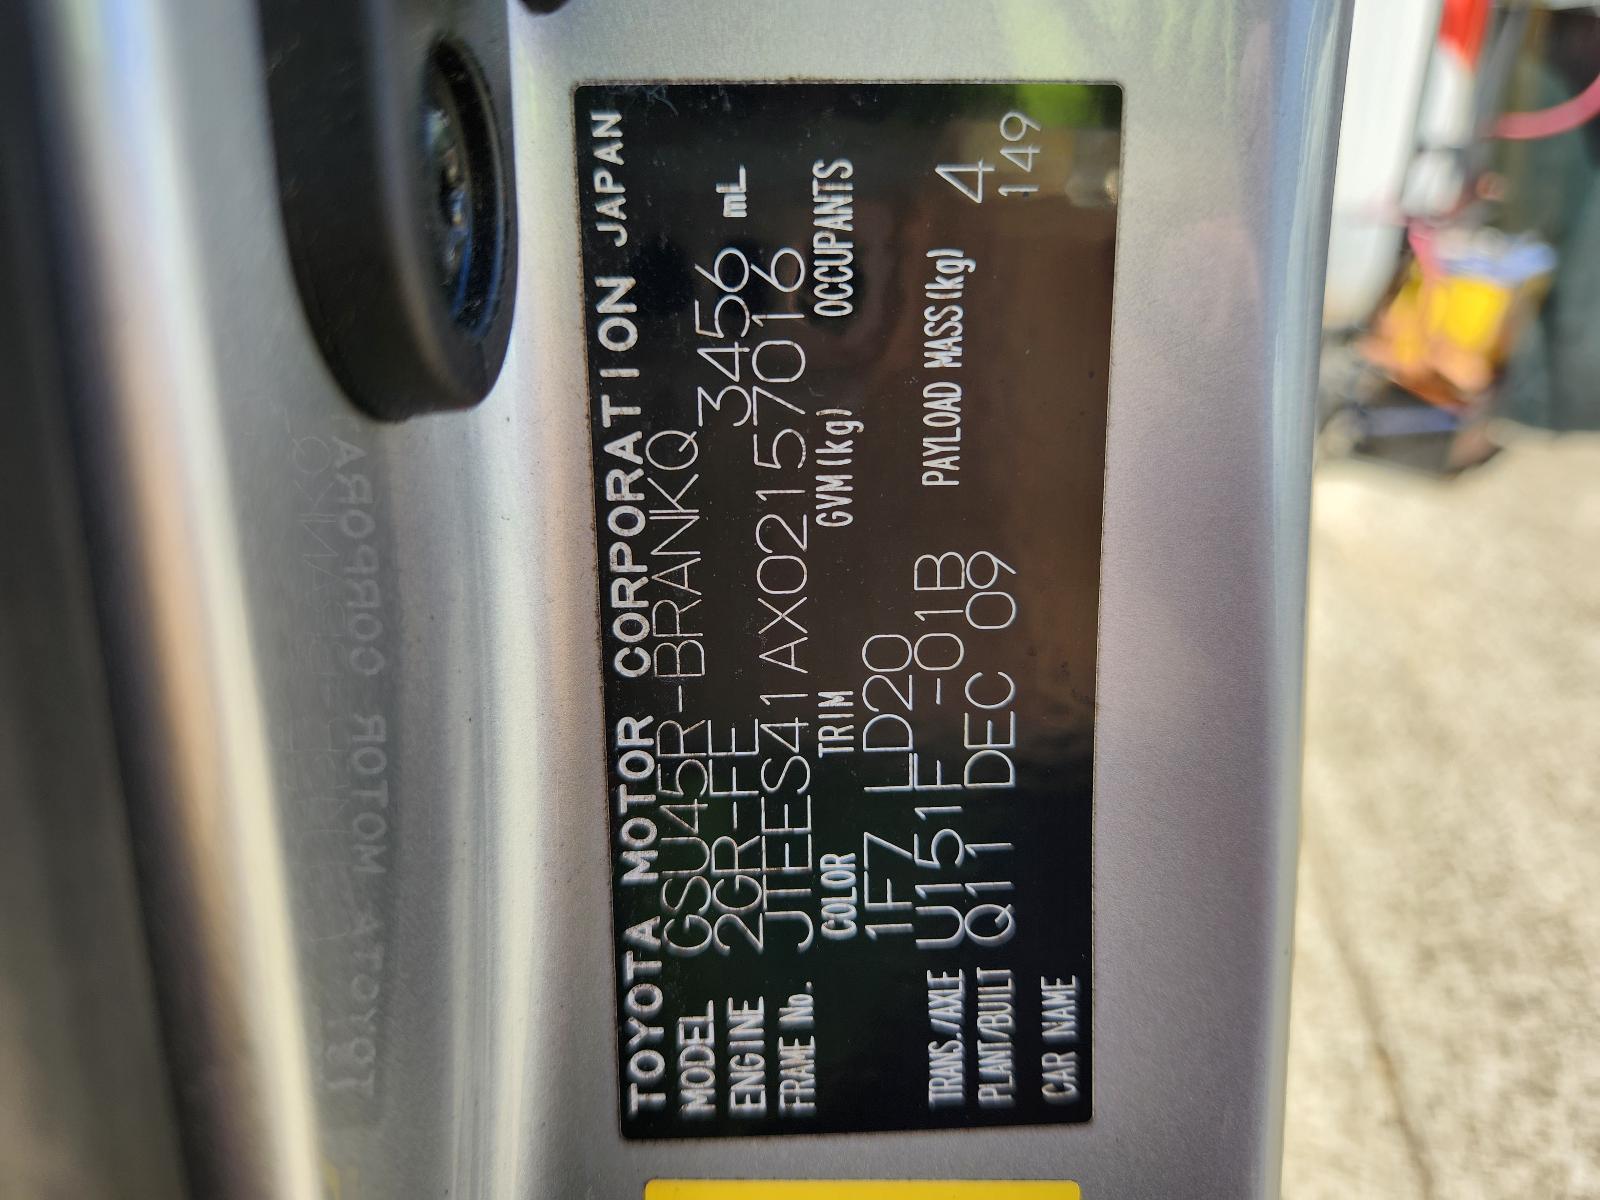 TOYOTA MOTOR CORPORATION JAPAN
MODEL GSU45R-BRANKQ
ENGINE 2GR-FE 3456 mL
FRAME No. JTEES41AX02157016
COLOR TRIM GVM(kg) OCCUPANTS
1F7 LD20
TRANS./AXLE U151F -01B PAYLOAD MASS(kg) 4
PLANT/BUILT Q11 DEC 09 149
CAR NAME